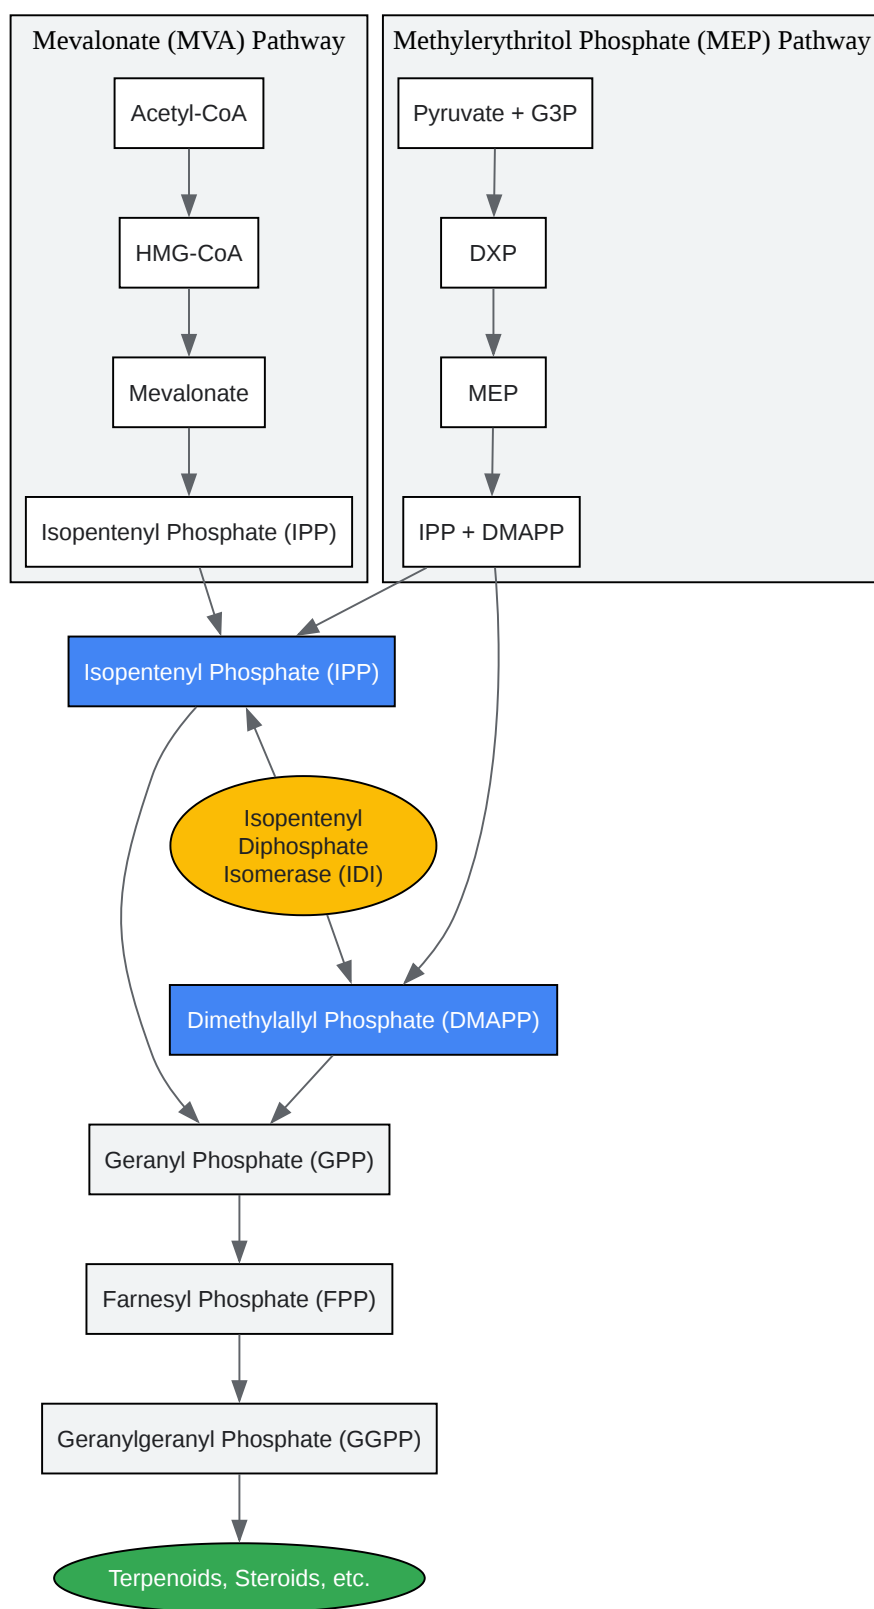 Mevalonate (MVA) Pathway
Methylerythritol Phosphate (MEP) Pathway
Acetyl-CoA
Pyruvate + G3P
HMG-CoA
DXP
Mevalonate
MEP
Isopentenyl Phosphate (IPP)
IPP + DMAPP
Isopentenyl Phosphate (IPP)
Isopentenyl
Diphosphate
Isomerase (IDI)
Dimethylallyl Phosphate (DMAPP)
Geranyl Phosphate (GPP)
Farnesyl Phosphate (FPP)
Geranylgeranyl Phosphate (GGPP)
Terpenoids, Steroids, etc.